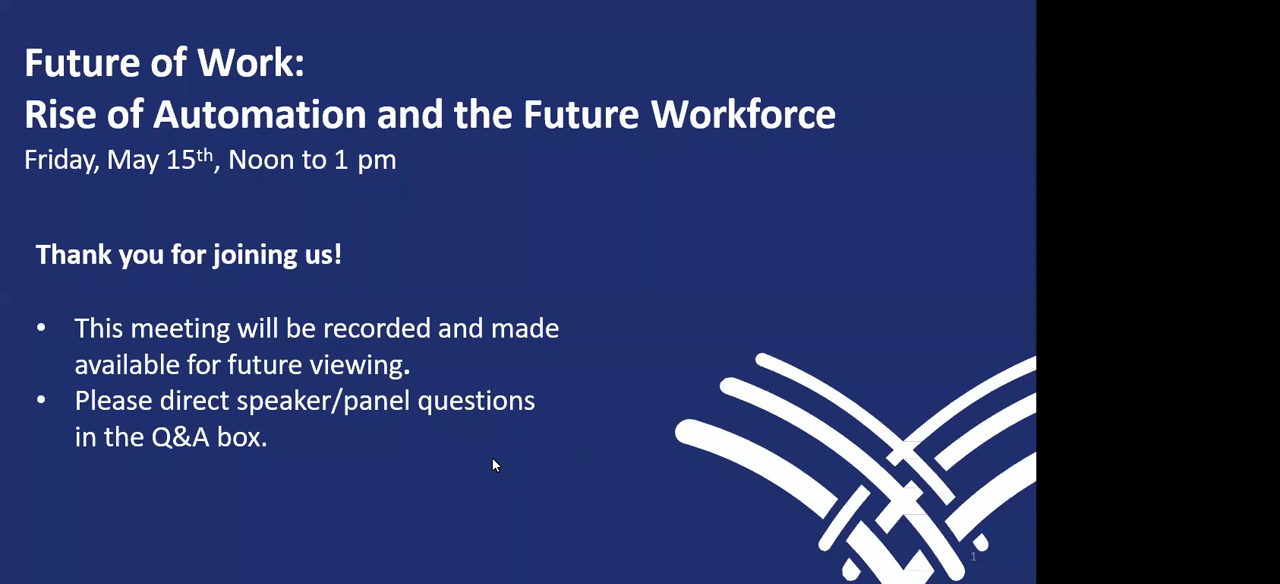 Future of Work:
Rise of Automation and the Future Workforce
Friday, May 15th, Noon to 1 pm
Thank you for joining us!
• This meeting will be recorded and made
available for future viewing.
• Please direct speaker/panel questions
in the Q&A box.
1